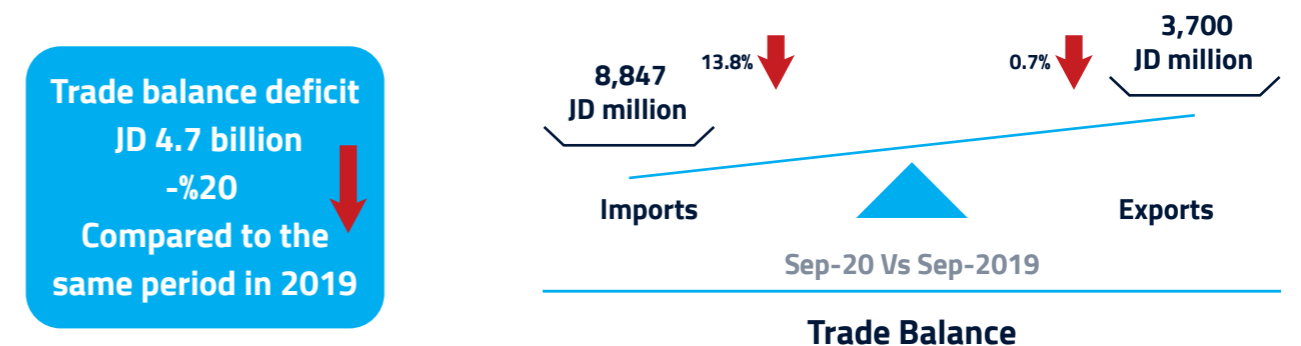 Trade balance deficit
JD 4.7 billion
-%20
Compared to the
same period in 2019
8,847
JD million
13.8%
0.7%
3,700
JD million
Imports
Exports
Sep-20 Vs Sep-2019
Trade Balance